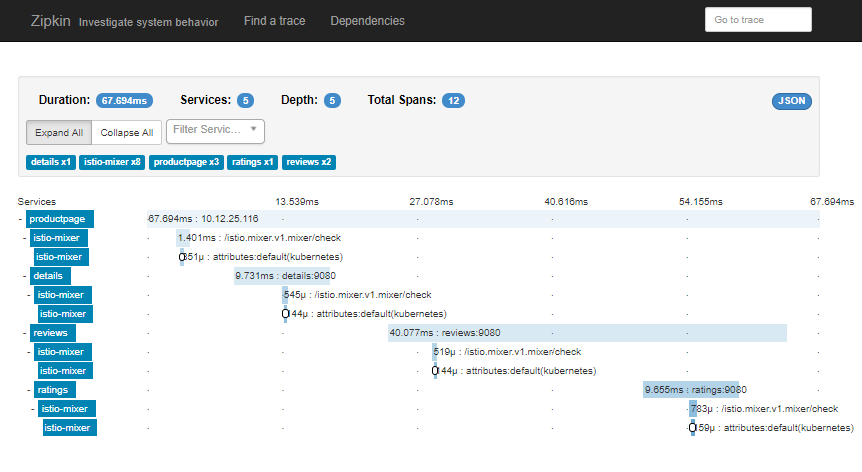 Zipkin Investigate system behavior Find a trace Dependencies Go to trace
Duration: 67.694ms Services: 5 Depth: 5 Total Spans: 12 JSON
Expand All Collapse All Filter Servic...
details x1 istio-mixer x8 productpage x3 ratings x1 reviews x2
Services 13.539ms 27.078ms 40.616ms 54.155ms 67.694ms
- productpage 67.694ms : 10.12.25.116
- istio-mixer 1.401ms : /istio.mixer.v1.mixer/check
istio-mixer 351μ : attributes:default(kubernetes)
- details 9.731ms : details:9080
- istio-mixer 545μ : /istio.mixer.v1.mixer/check
istio-mixer 144μ : attributes:default(kubernetes)
- reviews 40.077ms : reviews:9080
- istio-mixer 519μ : /istio.mixer.v1.mixer/check
istio-mixer 144μ : attributes:default(kubernetes)
- ratings 9.655ms : ratings:9080
- istio-mixer 783μ : /istio.mixer.v1.mixer/check
istio-mixer 159μ : attributes:default(kubernetes)